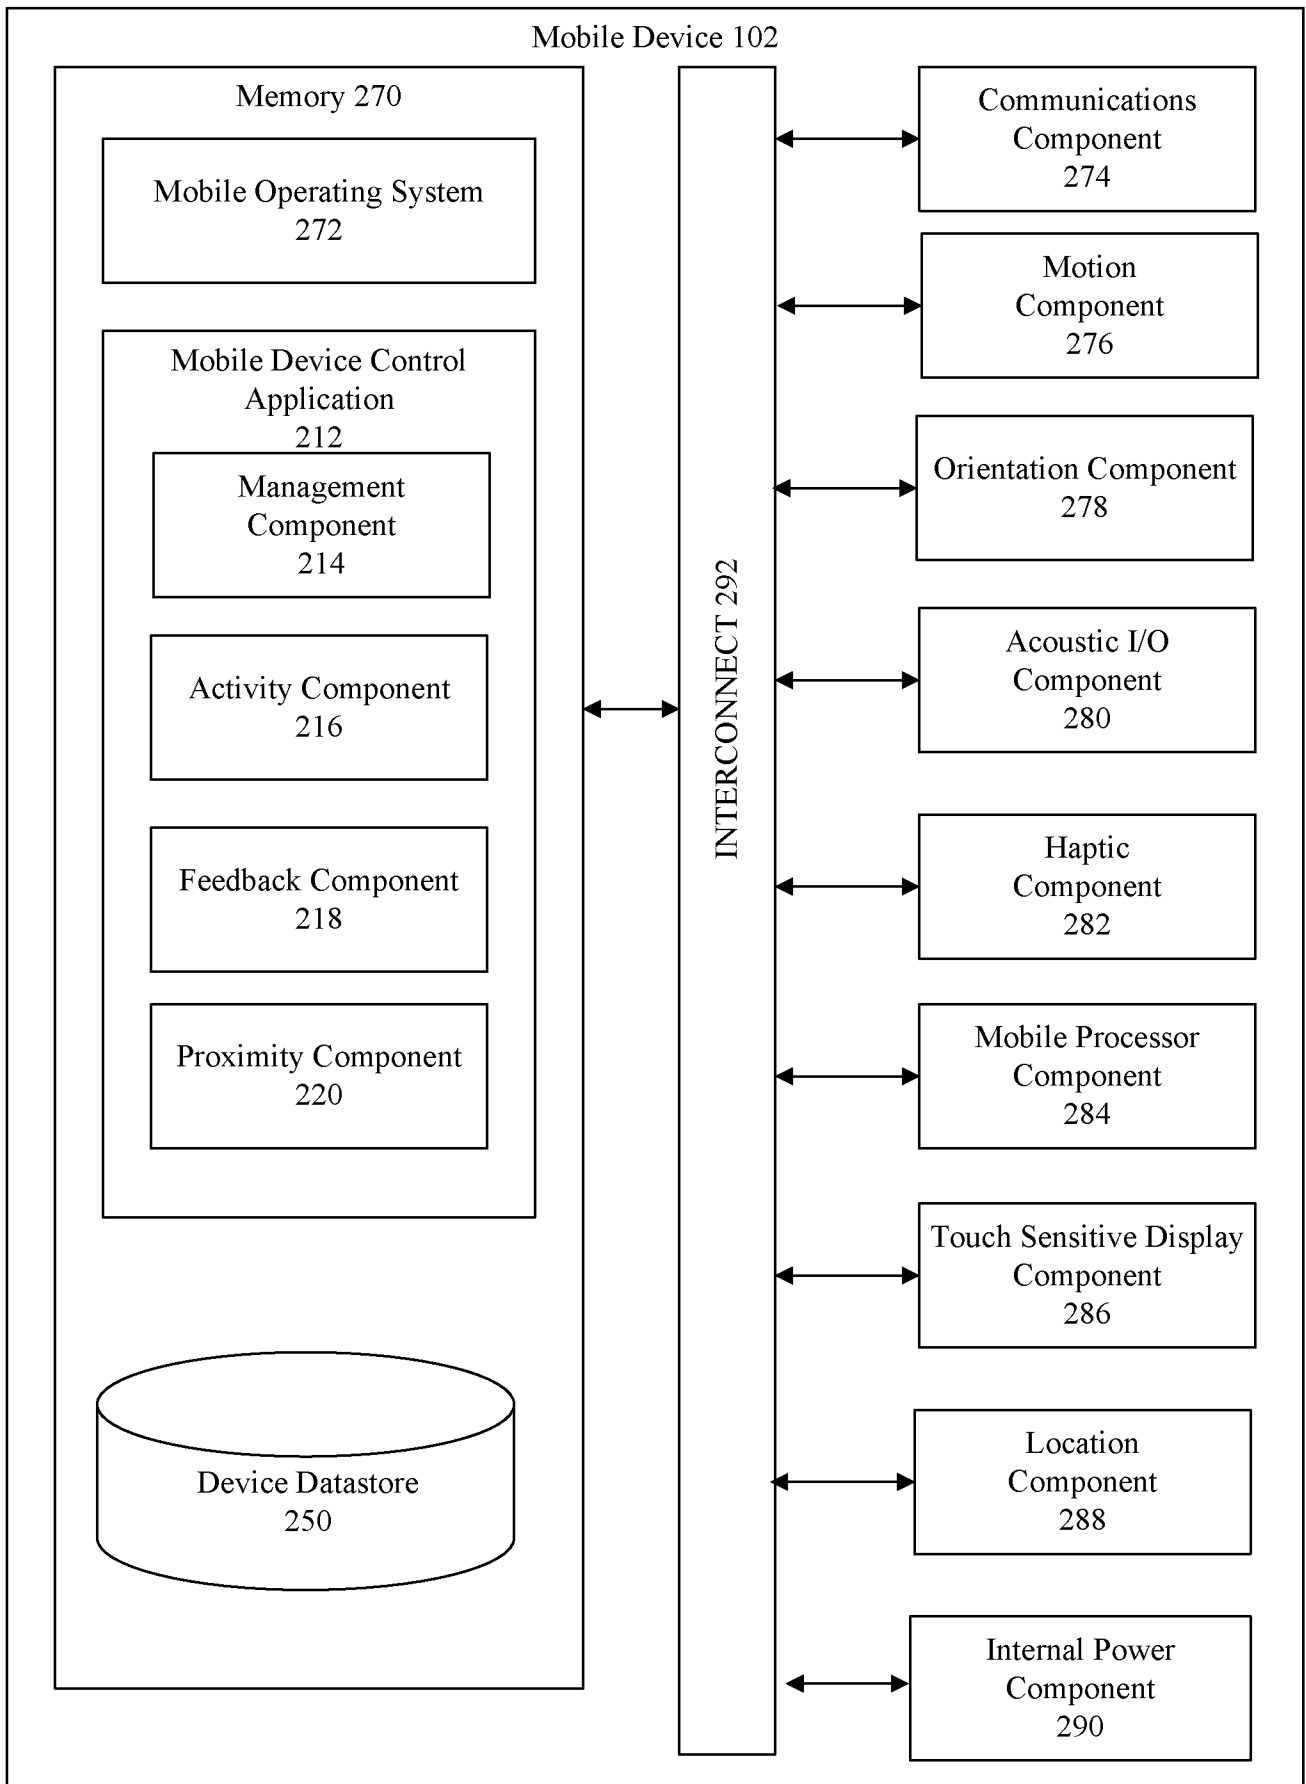 Mobile Device 102
Memory 270
Mobile Operating System
272
Mobile Device Control
Application
212
Management
Component
214
Activity Component
216
Feedback Component
218
Proximity Component
220
Device Datastore
250
INTERCONNECT 292
Communications
Component
274
Motion
Component
276
Orientation Component
278
Acoustic I/O
Component
280
Haptic
Component
282
Mobile Processor
Component
284
Touch Sensitive Display
Component
286
Location
Component
288
Internal Power
Component
290